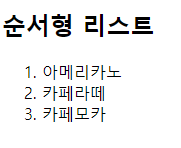 순서형 리스트
1. 아메리카노
2. 카페라떼
3. 카페모카